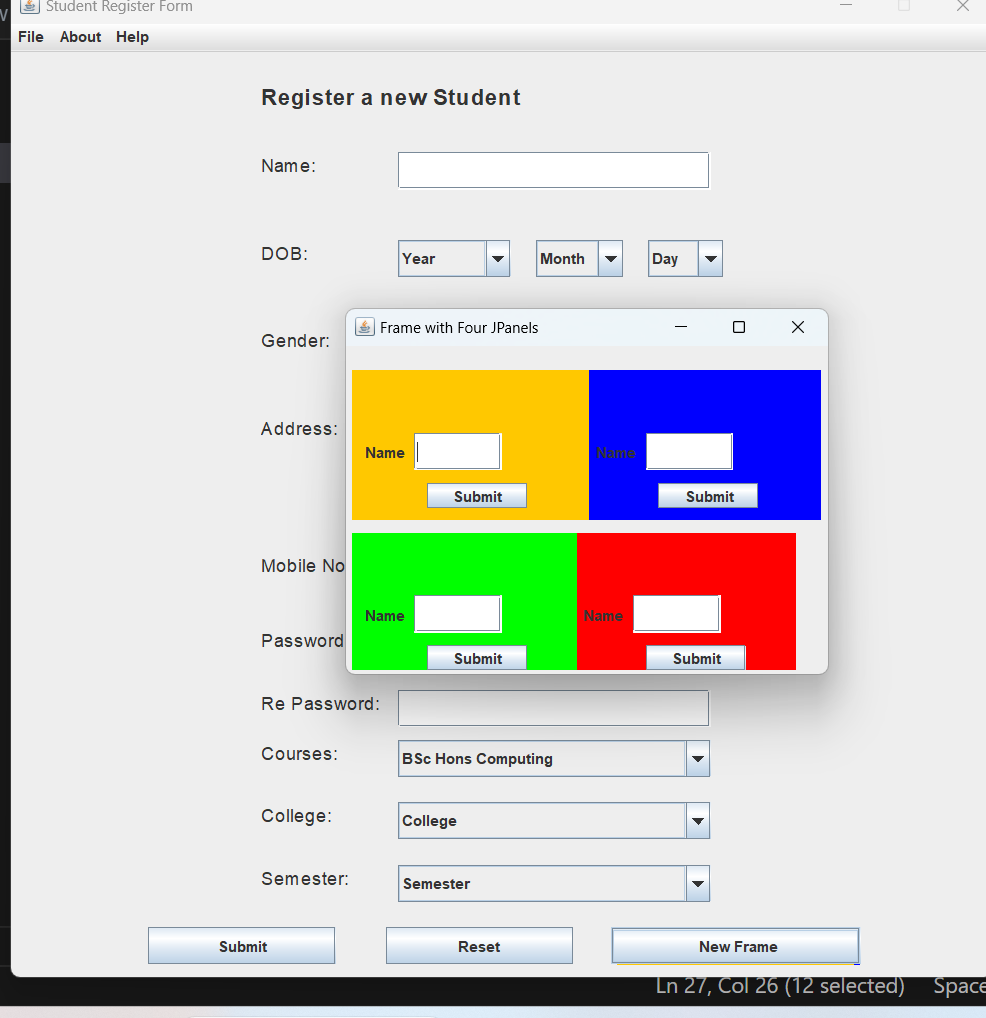 Student Register Form
File About Help
Register a new Student
Name:
DOB: Year Month Day
Gender:
Frame with Four JPanels
Address:
Name Name
Submit Submit
Mobile No
Name Name
Password
Submit Submit
Re Password:
Courses: BSc Hons Computing
College: College
Semester: Semester
Submit Reset New Frame
Ln 27, Col 26 (12 selected) Space